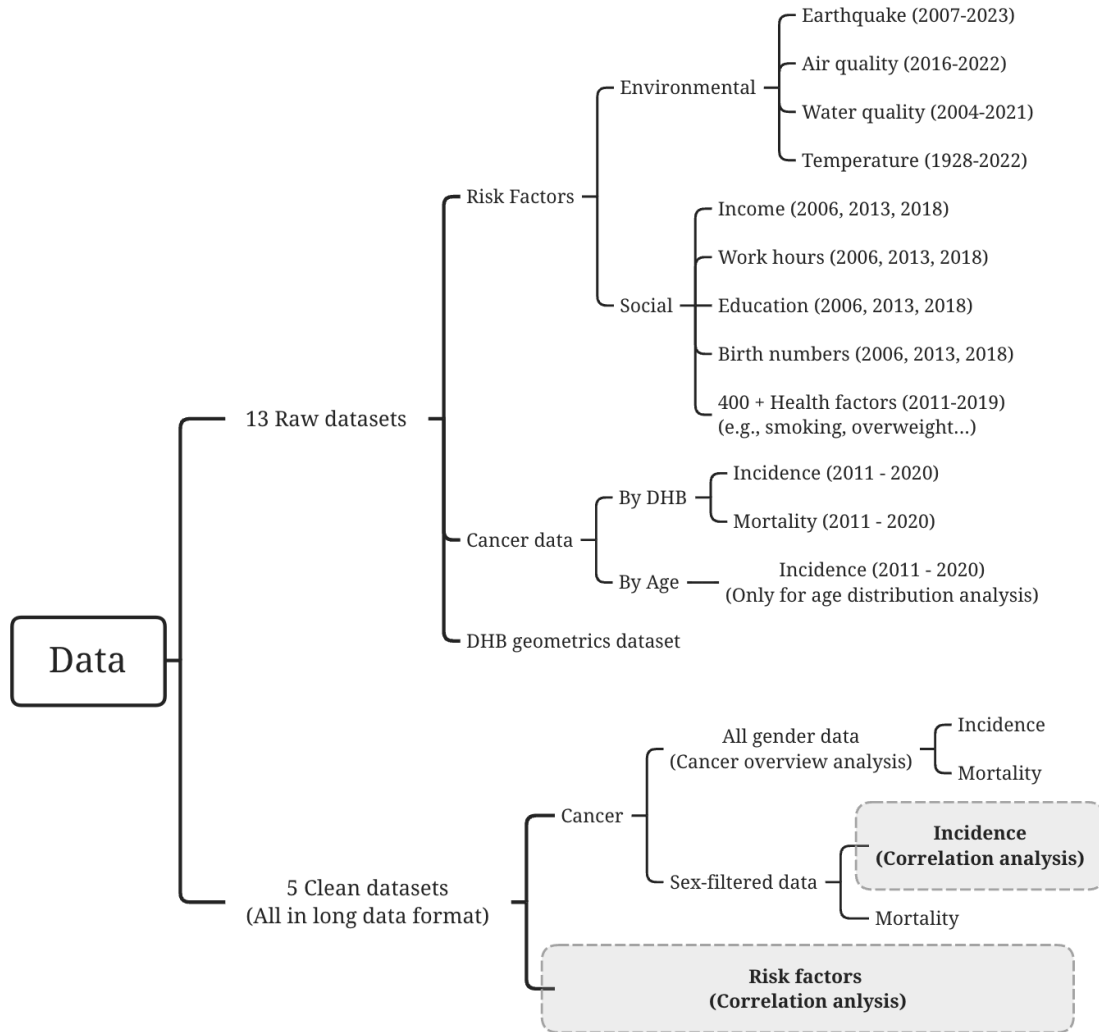 Data
13 Raw datasets
Risk Factors
Environmental
Earthquake (2007-2023)
Air quality (2016-2022)
Water quality (2004-2021)
Temperature (1928-2022)
Social
Income (2006, 2013, 2018)
Work hours (2006, 2013, 2018)
Education (2006, 2013, 2018)
Birth numbers (2006, 2013, 2018)
400 + Health factors (2011-2019)
(e.g., smoking, overweight...)
Cancer data
By DHB
Incidence (2011 - 2020)
Mortality (2011 - 2020)
By Age
Incidence (2011 - 2020)
(Only for age distribution analysis)
DHB geometrics dataset
5 Clean datasets
(All in long data format)
Cancer
All gender data
(Cancer overview analysis)
Incidence
Mortality
Sex-filtered data
Incidence
(Correlation analysis)
Mortality
Risk factors
(Correlation anlysis)